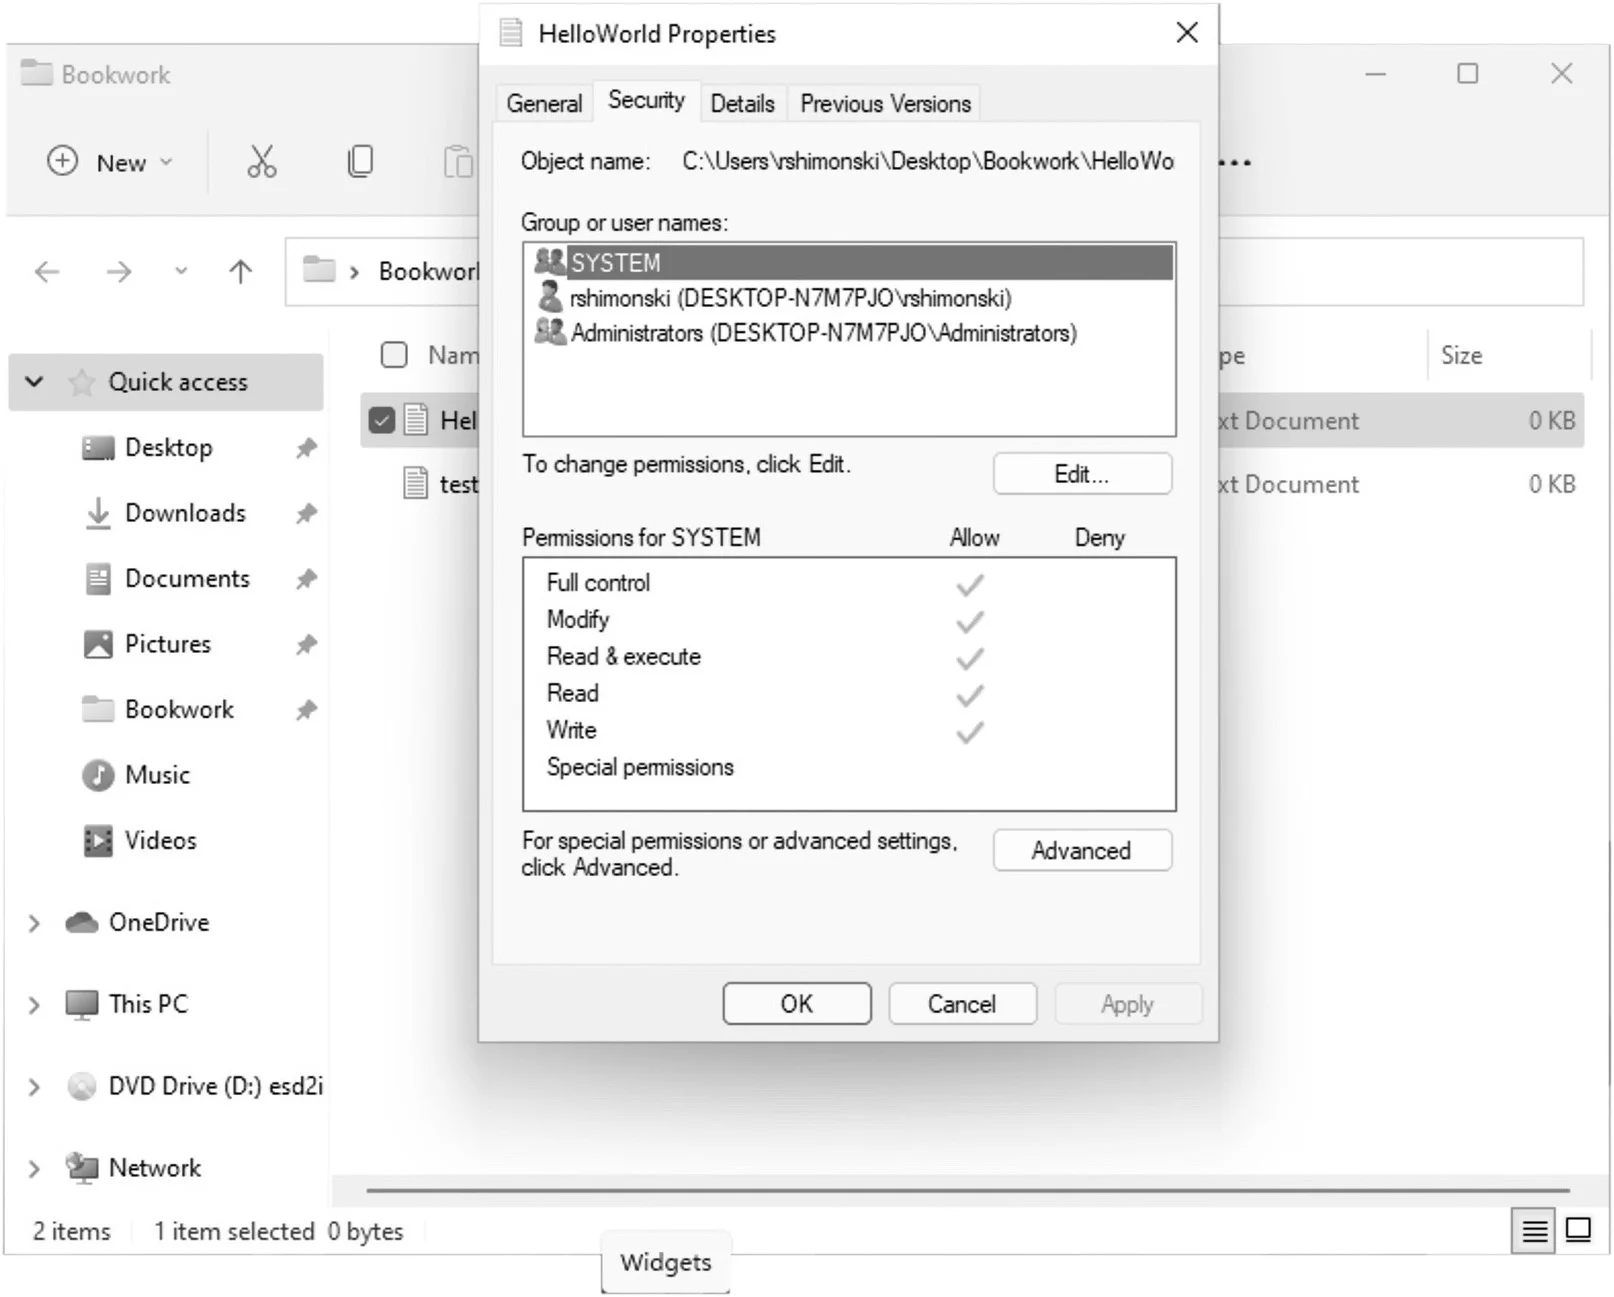 HelloWorld Properties
Bookwork
General Security Details Previous Versions
New
Object name: C:\Users\rshimonski\Desktop\Bookwork\HelloWo
Group or user names:
SYSTEM
rshimonski (DESKTOP-N7M7PJO\rshimonski)
Administrators (DESKTOP-N7M7PJO\Administrators)
To change permissions, click Edit.
Edit...
Permissions for SYSTEM Allow Deny
Full control
Modify
Read & execute
Read
Write
Special permissions
For special permissions or advanced settings,
click Advanced.
Advanced
OK Cancel Apply
Bookworl
Nam
pe Size
Hel
xt Document 0 KB
test
xt Document 0 KB
Quick access
Desktop
Downloads
Documents
Pictures
Bookwork
Music
Videos
OneDrive
This PC
DVD Drive (D:) esd2i
Network
2 items 1 item selected 0 bytes
Widgets